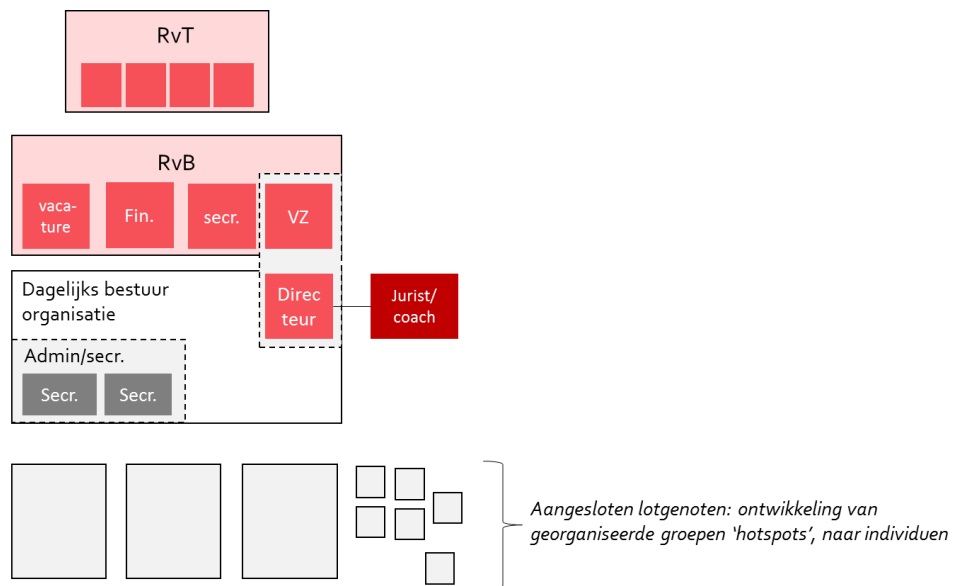 RvT
RvB
vaca-
ture
Fin.
secr.
VZ
Dagelijks bestuur
organisatie
Direc
teur
Jurist/
coach
Admin/secr.
Secr.
Secr.
Aangesloten lotgenoten: ontwikkeling van
georganiseerde groepen ‘hotspots’, naar individuen